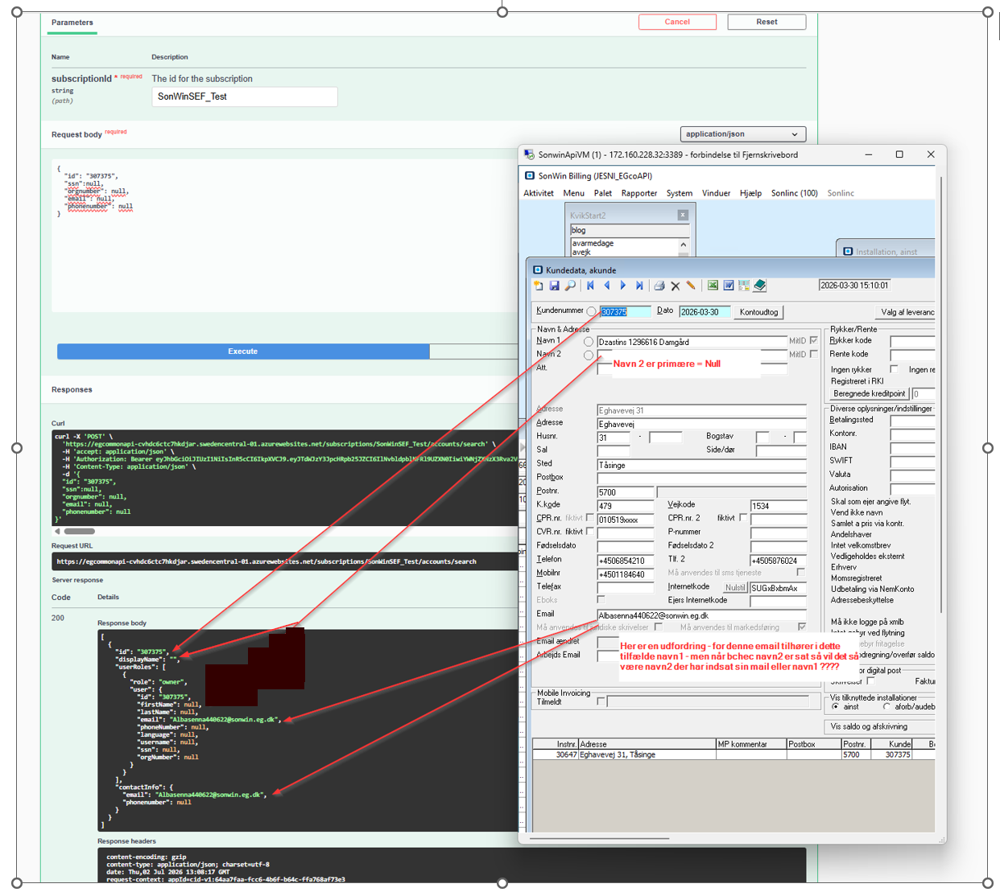 Parameters
Cancel
Reset
Name
Description
subscriptionId * required
string
(path)
The id for the subscription
SonWinSEF_Test
Request body required
application/json
{
"id": "307375",
"ssn":null,
"orgnumber": null,
"email": null,
"phonenumber": null
}
Execute
Responses
Curl
curl -X 'POST' \
'https://egcommonapi-cvhdc6ctc7hkdjar.swedencentral-01.azurewebsites.net/subscriptions/SonWinSEF_Test/accounts/search' \
-H 'accept: application/json' \
-H 'Content-Type: application/json' \
-d '{
"id": "307375",
"ssn":null,
"orgnumber": null,
"email": null,
"phonenumber": null
}'
Request URL
https://egcommonapi-cvhdc6ctc7hkdjar.swedencentral-01.azurewebsites.net/subscriptions/SonWinSEF_Test/accounts/search
Server response
Code
Details
200
Response body
[
{
"id": "307375",
"displayName": "",
"userRoles": [
{
"role": "owner",
"user": {
"id": "307375",
"firstName": null,
"lastName": null,
"email": "Albasenna440622@sonwin.eg.dk",
"phoneNumber": null,
"language": null,
"username": null,
"ssn": null,
"orgNumber": null
}
}
],
"contactInfo": {
"email": "Albasenna440622@sonwin.eg.dk",
"phonenumber": null
}
}
]
Response headers
content-encoding: gzip
content-type: application/json; charset=utf-8
date: Thu,02 Jul 2026 13:08:17 GMT
request-context: appId=cid-v1:64aa7faa-fcc6-4b6f-b64c-ffa768af73e3
SonwinApiVM (1) - 172.160.228.32:3389 - forbindelse til Fjernskrivebord
SonWin Billing (JESNI_EGcoAPI)
Aktivitet Menu Palet Rapporter System Vinduer Hjælp Sonlinc (100) Sonlinc
KvikStart2
blog
avarmedage
avejk
Installation, ainst
Kundedata, akunde
2026-03-30 15:10:01
Kundenummer 307375 Dato 2026-03-30 Kontoudtog Valg af leveranc
Navn & Adresse
Navn 1 Dzastins 1296616 Damgård MitID
Navn 2 MitID
Navn 2 er primære = Null
Att.
Adresse Eghavevej 31
Adresse Eghavevej
Husnr. 31 - Bogstav -
Sal Side/dør
Sted Tåsinge
Postbox
Postnr. 5700
K.kode 479 Vejkode 1534
CPR.nr. fiktivt 010519xxxx CPR.nr. 2 fiktivt
CVR.nr. fiktivt P-nummer
Fødselsdato Fødselsdato 2
Telefon +4506854210 Tlf. 2 +4505876024
Mobilnr +4501184640 Må anvendes til sms tjeneste
Telefax Internetkode Nulstil SUGxBxbmAx
Eboks Ejers Internetkode
Email Albasenna440622@sonwin.eg.dk
Må anvendes til skrivelser Må anvendes til markedsføring
Email ændret
Arbejds Email
Her er en udfordring - for denne email tilhører i dette
tilfælde navn1 - men når bchec navn2 er sat så vil det så
være navn2 der har indsat sin mail eller navn1 ????
Mobile Invoicing
Tilmeldt
Rykker/Rente
Rykker kode
Rente kode
Ingen rykker Ingen re
Registreret i RKI
Beregnede kreditpoint 0
Diverse oplysninger/indstillinger
Betalingssted
Kontonr.
IBAN
SWIFT
Valuta
Autorisation
Skal som ejer angive flyt.
Vend ikke navn
Samlet a pris via kontr.
Andelshaver
Intet velkomstbrev
Vedligeholdes eksternt
Erhverv
Momsregistreret
Udbetaling via NemKonto
Adressebeskyttelse
Må ikke logge på xmlb
gebyr ved flytning
gebyr fritagelse
odregning/overfør saldo
or digital post
Skrivelser Faktu
Vis tilknyttede installationer
ainst aforb/audeb
Vis saldo og afskrivning
Instnr. Adresse MP kommentar Postbox Postnr. Kunde
30647 Eghavevej 31, Tåsinge 5700 307375